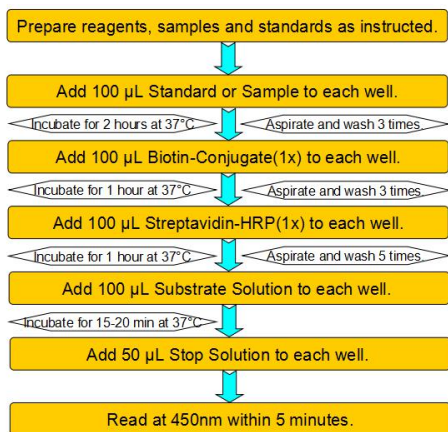 Prepare reagents, samples and standards as instructed.
Add 100 µL Standard or Sample to each well.
Incubate for 2 hours at 37°C
Aspirate and wash 3 times.
Add 100 µL Biotin-Conjugate(1x) to each well.
Incubate for 1 hour at 37°C
Aspirate and wash 3 times.
Add 100 µL Streptavidin-HRP(1x) to each well.
Incubate for 1 hour at 37°C
Aspirate and wash 5 times.
Add 100 µL Substrate Solution to each well.
Incubate for 15-20 min at 37°C
Add 50 µL Stop Solution to each well.
Read at 450nm within 5 minutes.